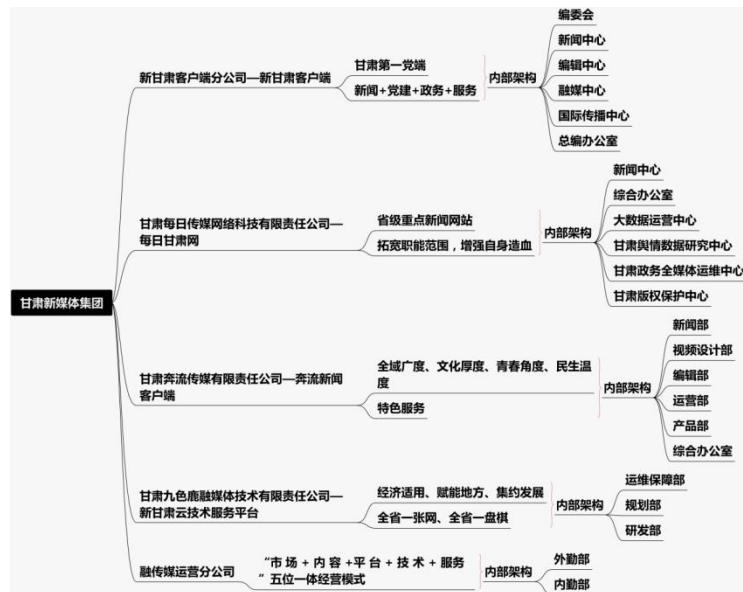 甘肃新媒体集团
新甘肃客户端分公司—新甘肃客户端
甘肃第一党端
新闻+党建+政务+服务
内部架构
编委会
新闻中心
编辑中心
融媒中心
国际传播中心
总编办公室
甘肃每日传媒网络科技有限责任公司—
每日甘肃网
省级重点新闻网站
拓宽职能范围，增强自身造血
内部架构
新闻中心
综合办公室
大数据运营中心
甘肃舆情数据研究中心
甘肃政务全媒体运维中心
甘肃版权保护中心
甘肃奔流传媒有限责任公司—奔流新闻
客户端
全域广度、文化厚度、青春角度、民生温
度
特色服务
内部架构
新闻部
视频设计部
编辑部
运营部
产品部
综合办公室
甘肃九色鹿融媒体技术有限责任公司—
新甘肃云技术服务平台
经济适用、赋能地方、集约发展
全省一张网、全省一盘棋
内部架构
运维保障部
规划部
研发部
融传媒运营分公司
“市场+内容+平台+技术+服务
”五位一体经营模式
内部架构
外勤部
内勤部